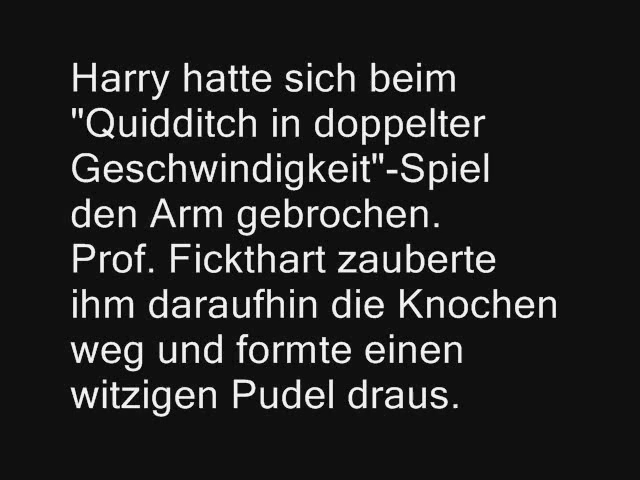 Harry hatte sich beim
"Quidditch in doppelter
Geschwindigkeit"-Spiel
den Arm gebrochen.
Prof. Fickthart zauberte
ihm daraufhin die Knochen
weg und formte einen
witzigen Pudel draus.